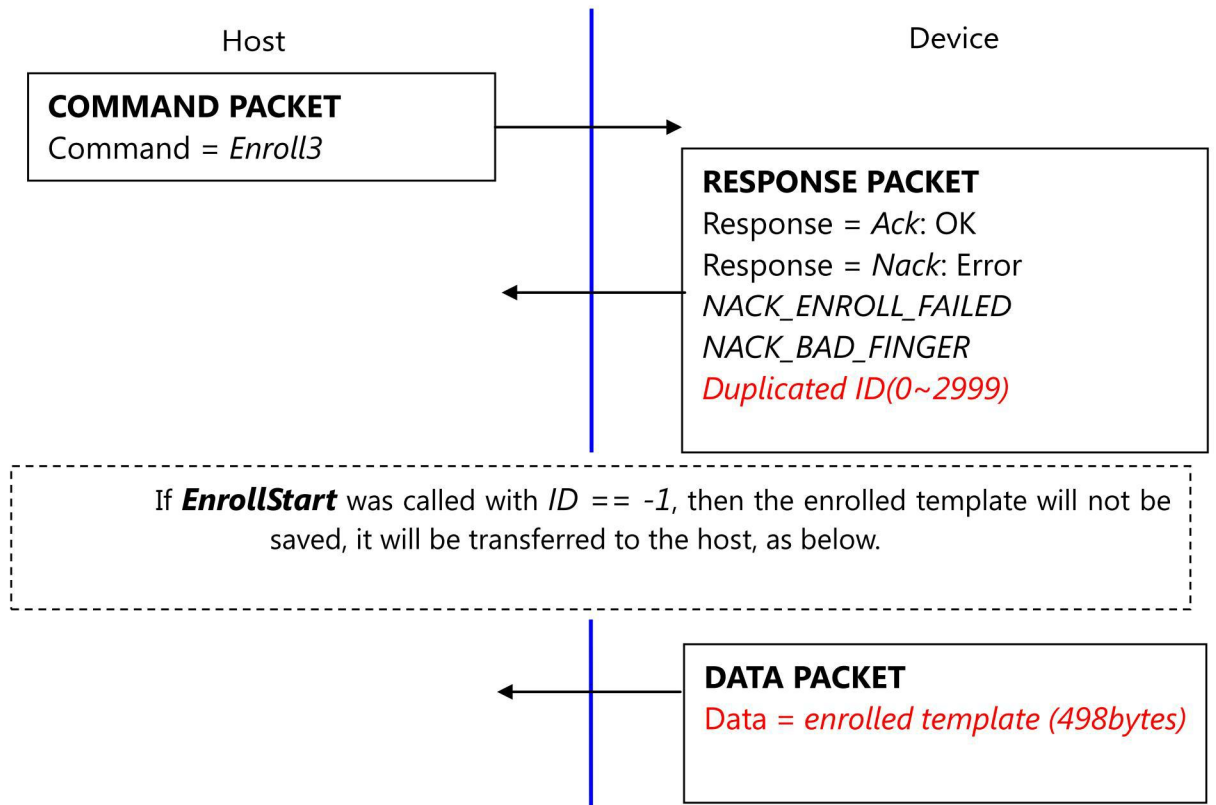 Host
Device
COMMAND PACKET
Command = Enroll3
RESPONSE PACKET
Response = Ack: OK
Response = Nack: Error
NACK_ENROLL_FAILED
NACK_BAD_FINGER
Duplicated ID(0~2999)
If EnrollStart was called with ID == -1, then the enrolled template will not be
saved, it will be transferred to the host, as below.
DATA PACKET
Data = enrolled template (498bytes)